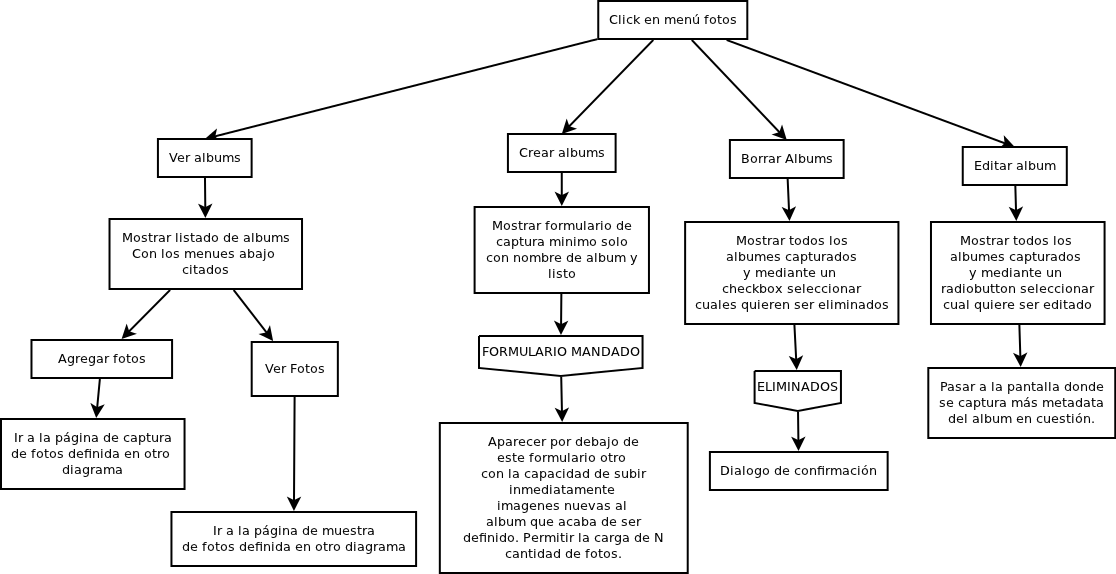 Click en menú fotos
Ver albums
Crear albums
Borrar Albums
Editar album
Mostrar listado de albums
Con los menues abajo
citados
Mostrar formulario de
captura minimo solo
con nombre de album y
listo
Mostrar todos los
albumes capturados
y mediante un
checkbox seleccionar
cuales quieren ser eliminados
Mostrar todos los
albumes capturados
y mediante un
radiobutton seleccionar
cual quiere ser editado
Agregar fotos
Ver Fotos
FORMULARIO MANDADO
ELIMINADOS
Pasar a la pantalla donde
se captura más metadata
del album en cuestión.
Ir a la página de captura
de fotos definida en otro
diagrama
Aparecer por debajo de
este formulario otro
con la capacidad de subir
inmediatamente
imagenes nuevas al
album que acaba de ser
definido. Permitir la carga de N
cantidad de fotos.
Dialogo de confirmación
Ir a la página de muestra
de fotos definida en otro diagrama